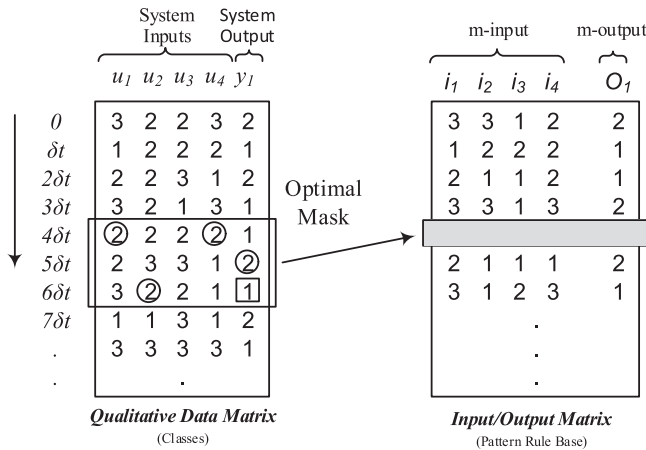 System Inputs
System Output
u1 u2 u3 u4 y1
0 3 2 2 3 2
δt 1 2 2 2 1
2δt 2 2 3 1 2
3δt 3 2 1 3 1
4δt 2 2 2 2 1
5δt 2 3 3 1 2
6δt 3 2 2 1 1
7δt 1 1 3 1 2
. 3 3 3 3 1
. .
Qualitative Data Matrix
(Classes)
Optimal
Mask
m-input
m-output
i1 i2 i3 i4 O1
3 3 1 2 2
1 2 2 2 1
2 1 1 2 1
3 3 1 3 2
2 1 1 1 2
3 1 2 3 1
.
.
.
Input/Output Matrix
(Pattern Rule Base)